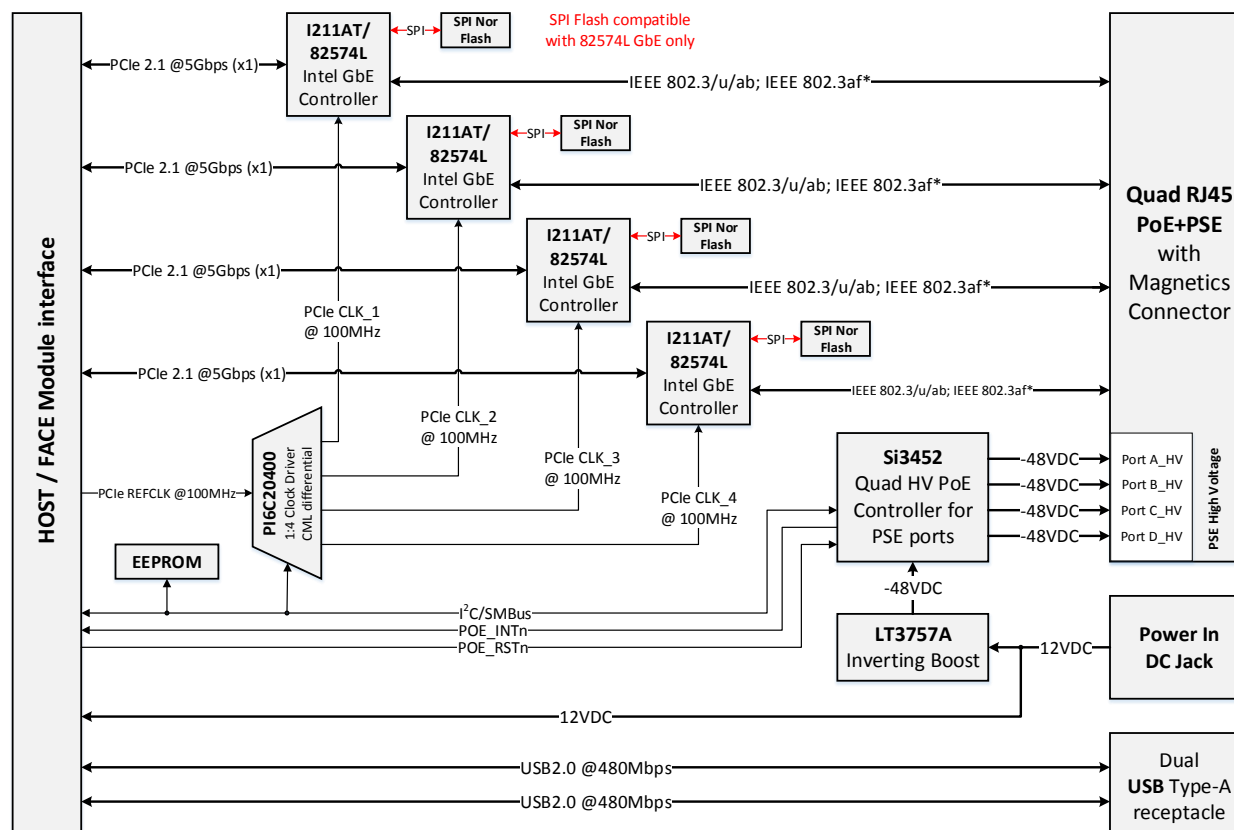 HOST / FACE Module interface
I211AT/
82574L
Intel GbE
Controller
SPI
SPI Nor
Flash
SPI Flash compatible
with 82574L GbE only
PCIe 2.1 @5Gbps (x1)
IEEE 802.3/u/ab; IEEE 802.3af*
I211AT/
82574L
Intel GbE
Controller
SPI
SPI Nor
Flash
PCIe 2.1 @5Gbps (x1)
IEEE 802.3/u/ab; IEEE 802.3af*
I211AT/
82574L
Intel GbE
Controller
SPI
SPI Nor
Flash
PCIe 2.1 @5Gbps (x1)
IEEE 802.3/u/ab; IEEE 802.3af*
I211AT/
82574L
Intel GbE
Controller
SPI
SPI Nor
Flash
PCIe 2.1 @5Gbps (x1)
IEEE 802.3/u/ab; IEEE 802.3af*
Quad RJ45
PoE+PSE
with
Magnetics
Connector
PCIe CLK_1
@ 100MHz
PCIe CLK_2
@ 100MHz
PCIe CLK_3
@ 100MHz
PCIe CLK_4
@ 100MHz
PCIe REFCLK @100MHz
PI6C20400
1:4 Clock Driver
CML differential
Si3452
Quad HV PoE
Controller for
PSE ports
-48VDC
-48VDC
-48VDC
-48VDC
Port A_HV
Port B_HV
Port C_HV
Port D_HV
PSE High Voltage
EEPROM
I2C/SMBus
POE_INTn
POE_RSTn
-48VDC
LT3757A
Inverting Boost
12VDC
Power In
DC Jack
12VDC
USB2.0 @480Mbps
USB2.0 @480Mbps
Dual
USB Type-A
receptacle